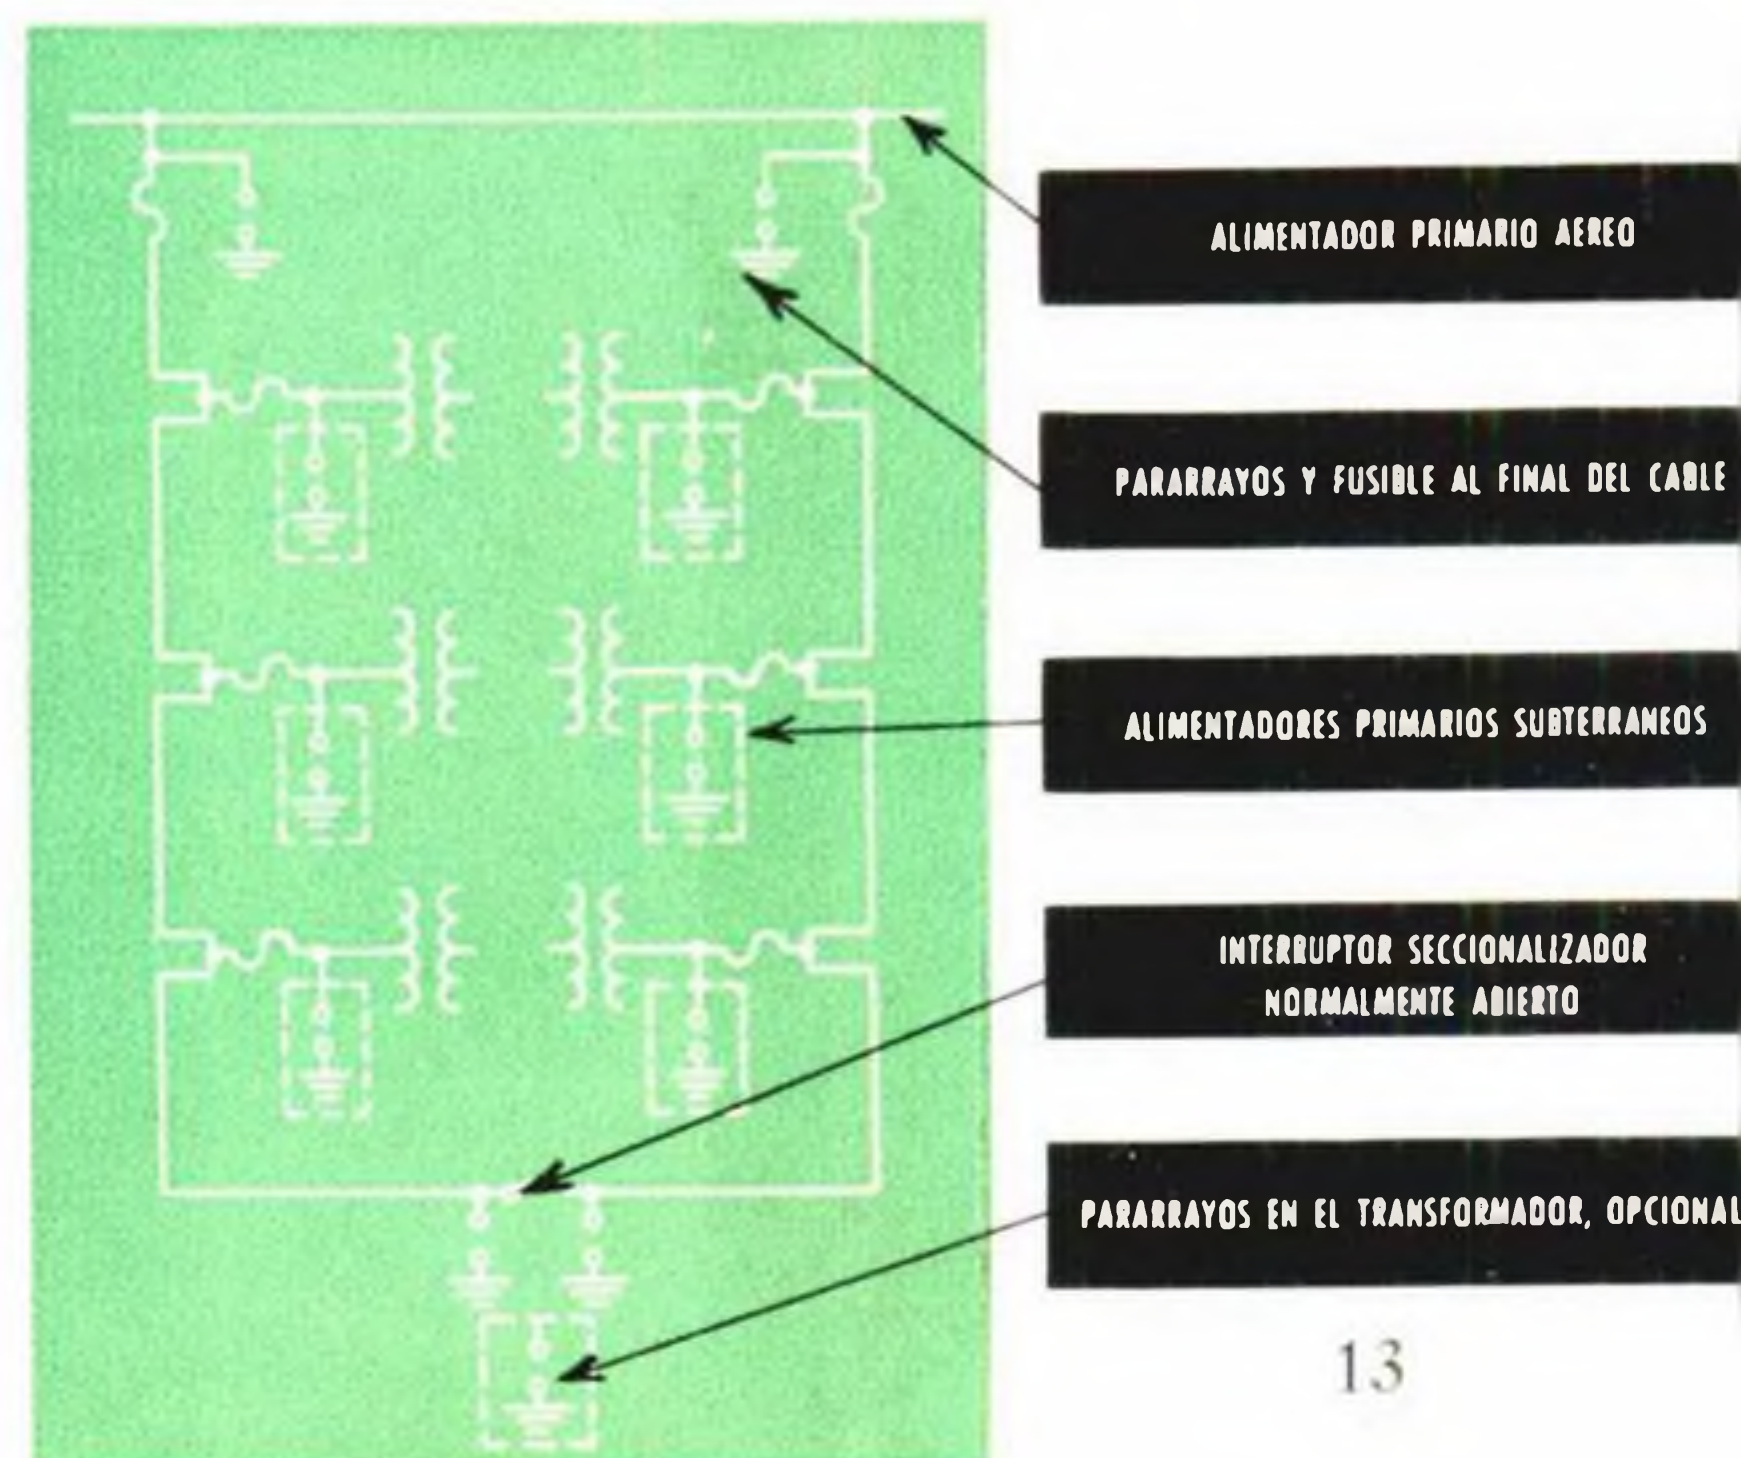 ALIMENTADOR PRIMARIO AEREO
PARARRAYOS Y FUSIBLE AL FINAL DEL CABLE
ALIMENTADORES PRIMARIOS SUBTERRANEOS
INTERRUPTOR SECCIONALIZADOR
NORMALMENTE ABIERTO
PARARRAYOS EN EL TRANSFORMADOR, OPCIONAL
13